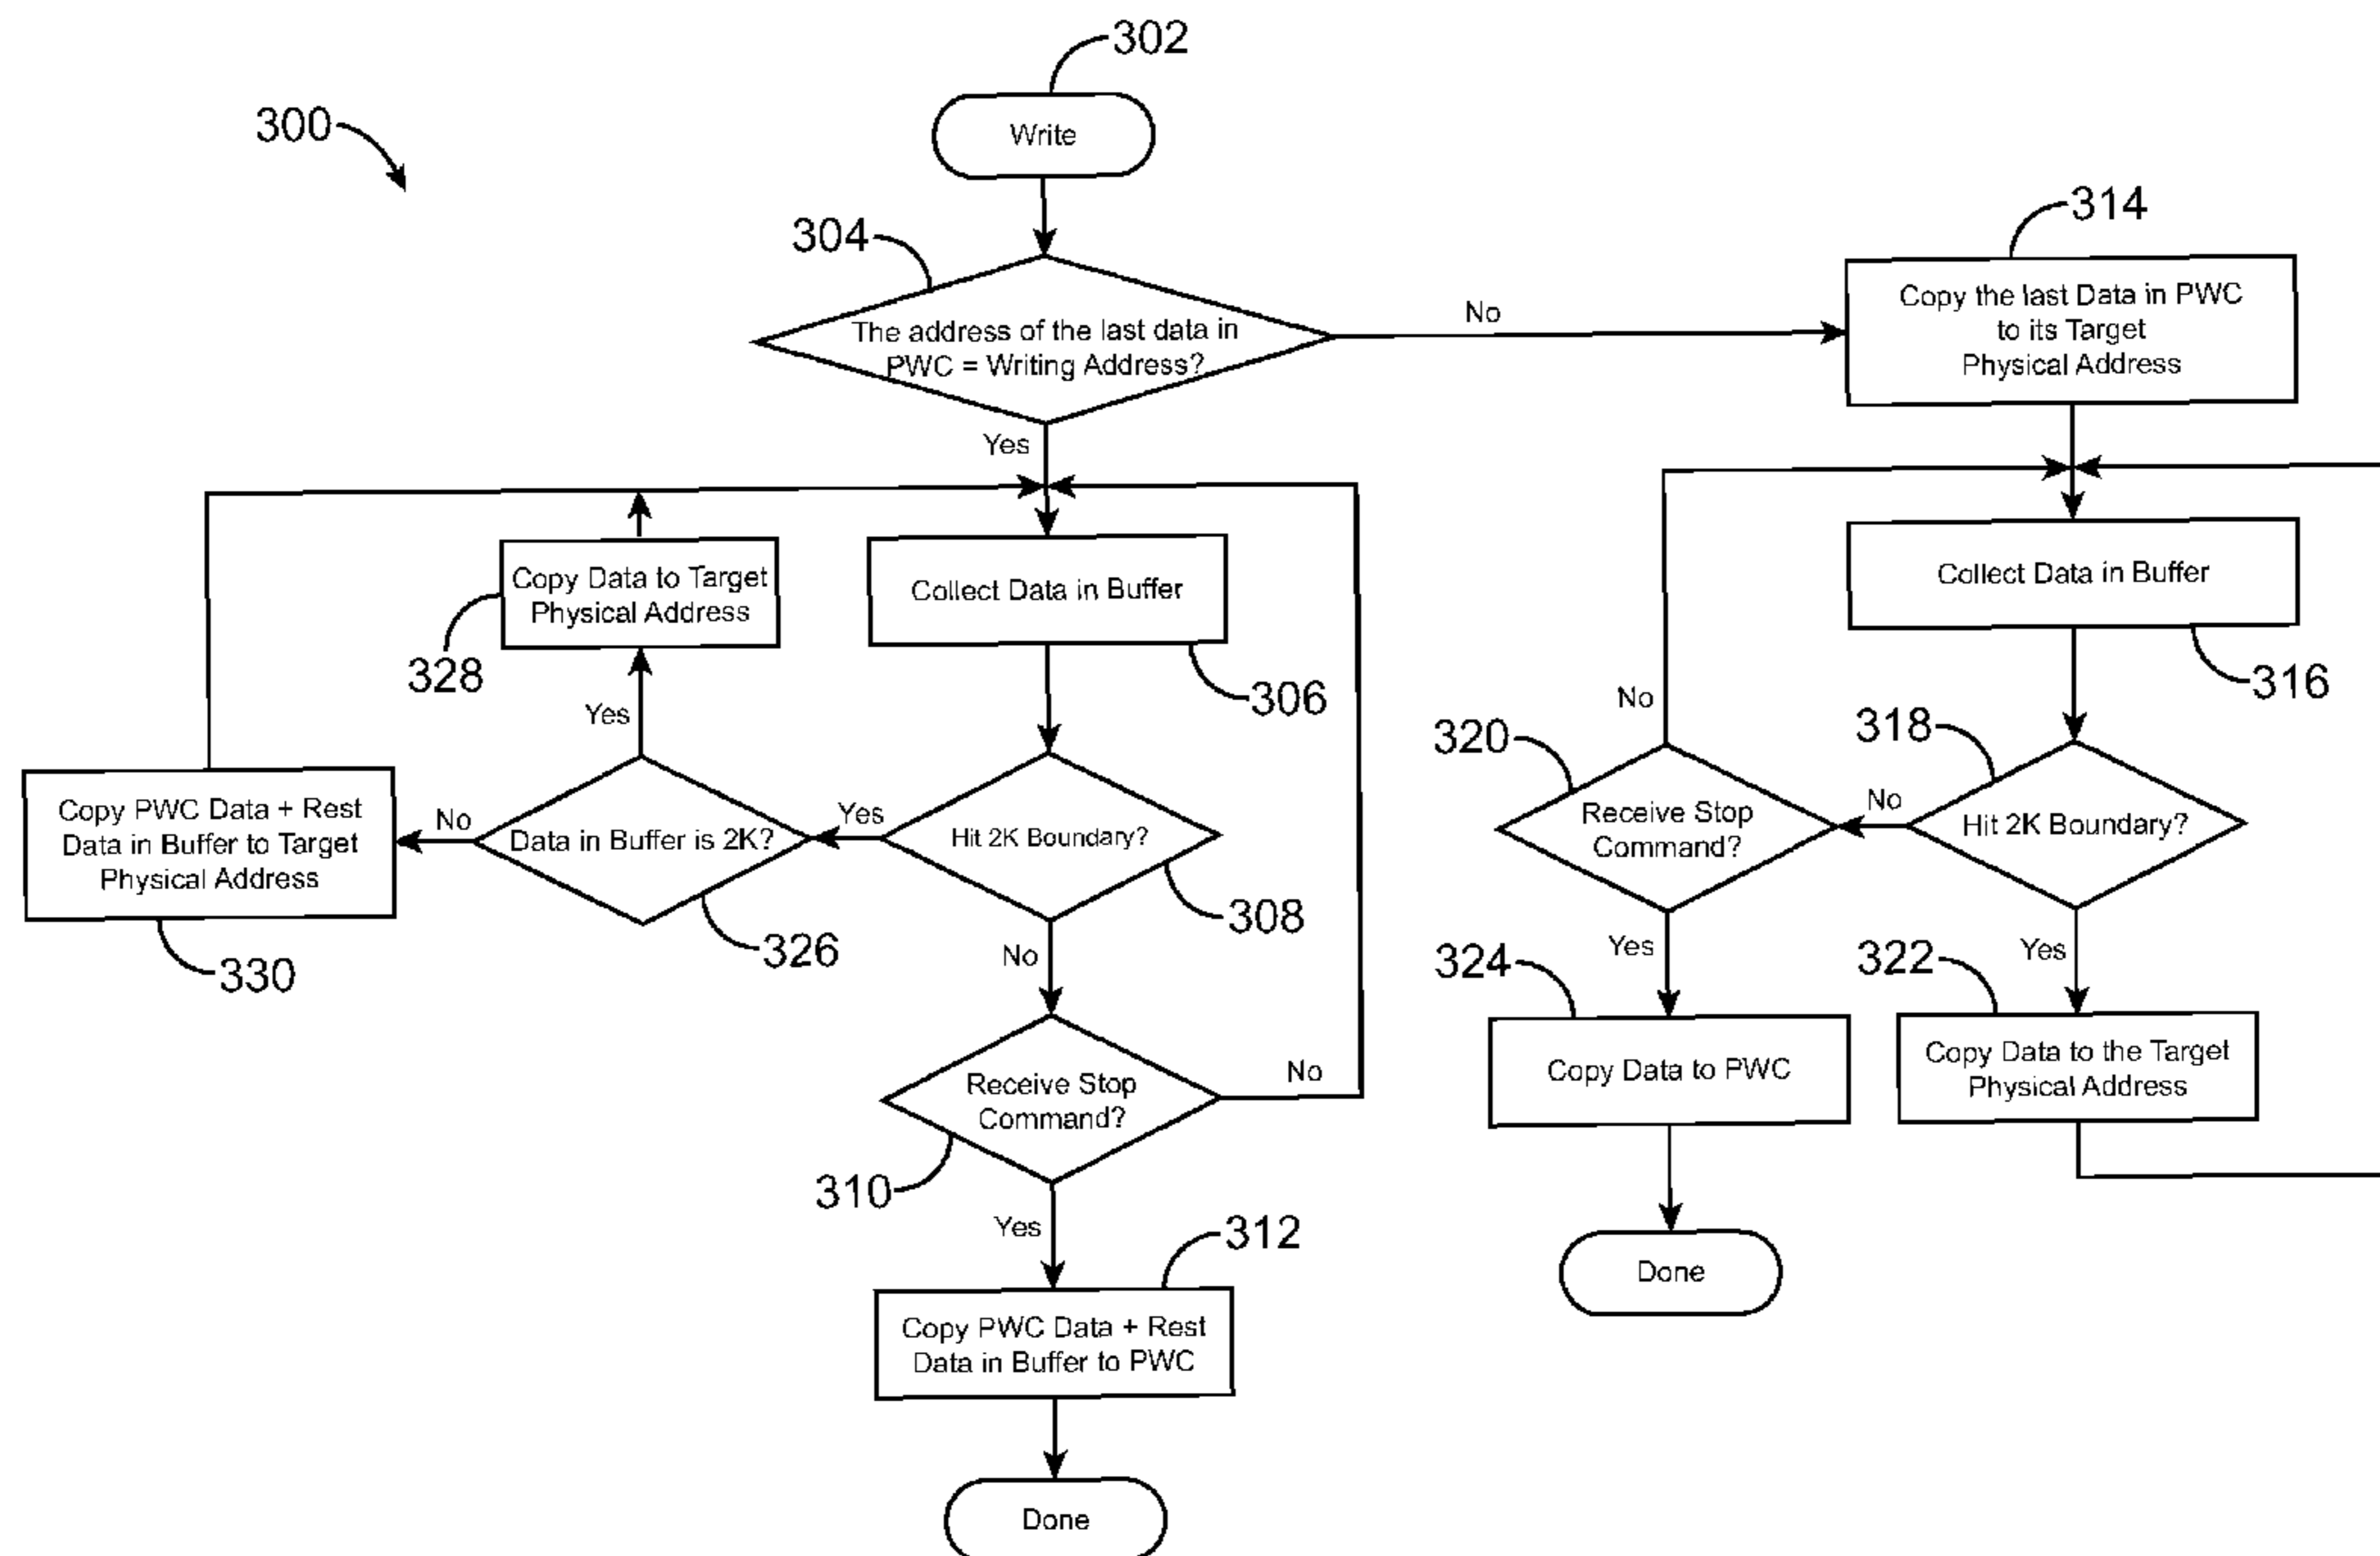 302
300
Write
304
314
The address of the last data in
PWC = Writing Address?
No
Copy the last Data in PWC
to its Target
Physical Address
Yes
Copy Data to Target
Physical Address
328
Collect Data in Buffer
306
Collect Data in Buffer
316
Yes
No
320
318
Copy PWC Data + Rest
Data in Buffer to Target
Physical Address
330
No
Data in Buffer is 2K?
326
Yes
Hit 2K Boundary?
308
Receive Stop
Command?
No
Hit 2K Boundary?
No
Yes
Yes
324
322
Receive Stop
Command?
310
No
Copy Data to PWC
Copy Data to the Target
Physical Address
Yes
312
Done
Copy PWC Data + Rest
Data in Buffer to PWC
Done